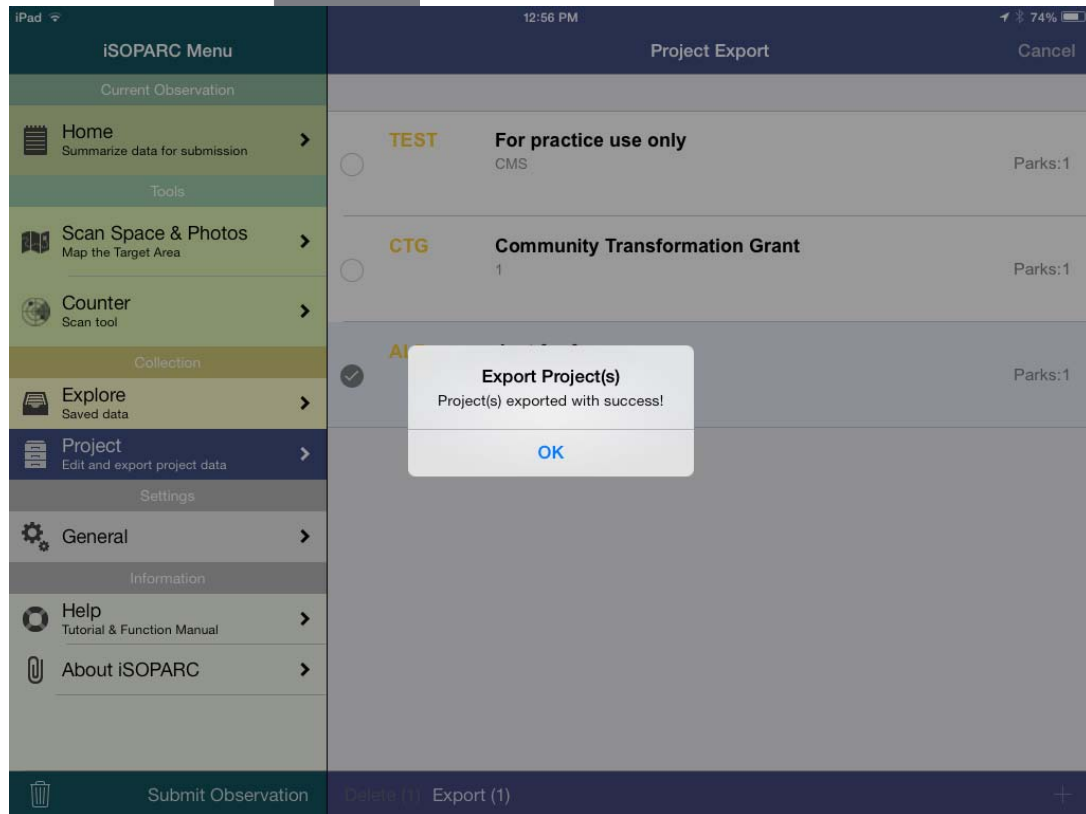 iPad 12:56 PM 74%
iSOPARC Menu
Project Export
Cancel
Current Observation
Home
Summarize data for submission
Tools
Scan Space & Photos
Map the Target Area
Counter
Scan tool
Collection
Explore
Saved data
Project
Edit and export project data
Settings
General
Information
Help
Tutorial & Function Manual
About iSOPARC
Submit Observation
TEST For practice use only
CMS
Parks:1
CTG Community Transformation Grant
1
Parks:1
Parks:1
Export Project(s)
Project(s) exported with success!
OK
Delete (1) Export (1)